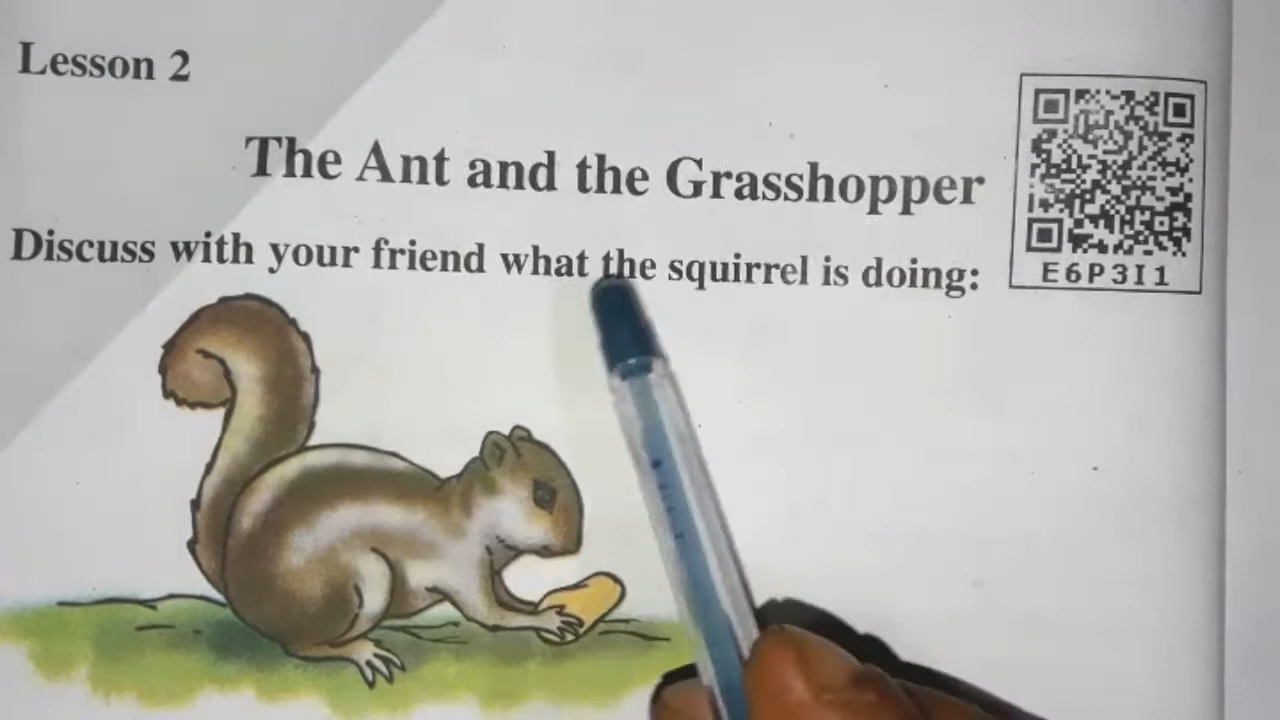 Lesson 2
The Ant and the Grasshopper
Discuss with your friend what the squirrel is doing:
E6P3I1